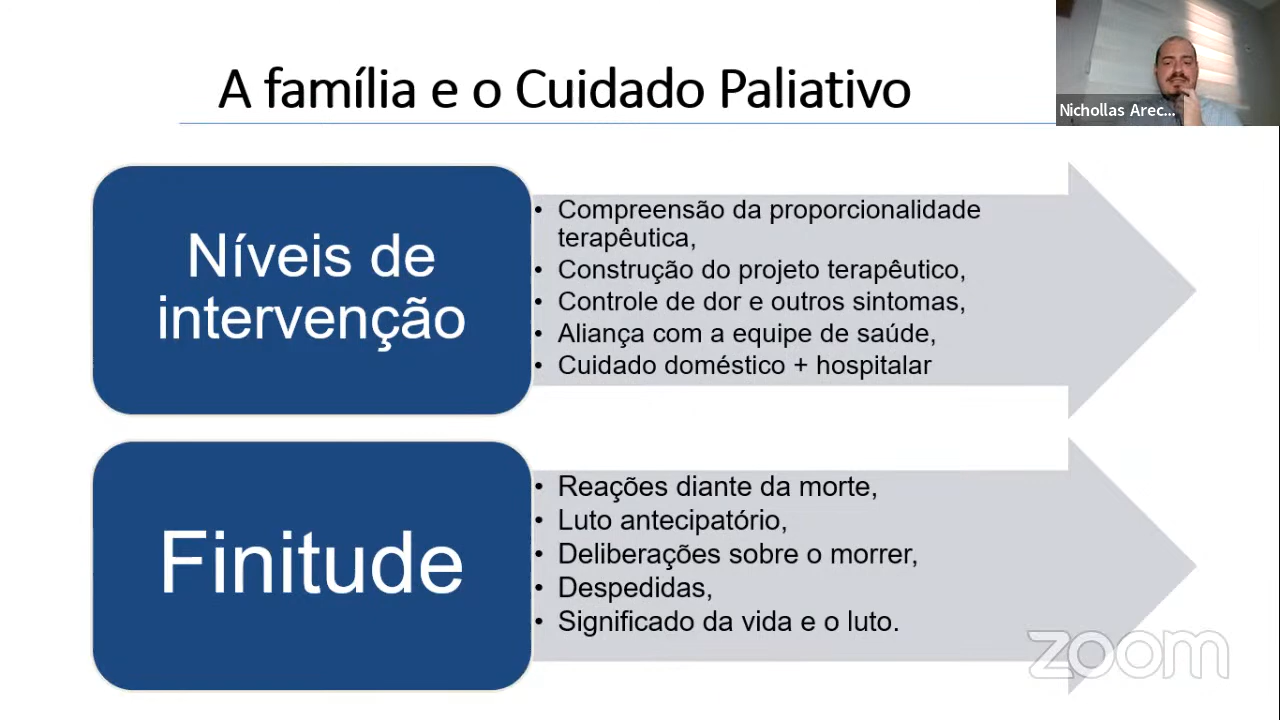 A família e o Cuidado Paliativo
Nichollas Arec...
Níveis de
intervenção
• Compreensão da proporcionalidade
terapêutica,
• Construção do projeto terapêutico,
• Controle de dor e outros sintomas,
• Aliança com a equipe de saúde,
• Cuidado doméstico + hospitalar
Finitude
• Reações diante da morte,
• Luto antecipatório,
• Deliberações sobre o morrer,
• Despedidas,
• Significado da vida e o luto.
zoom